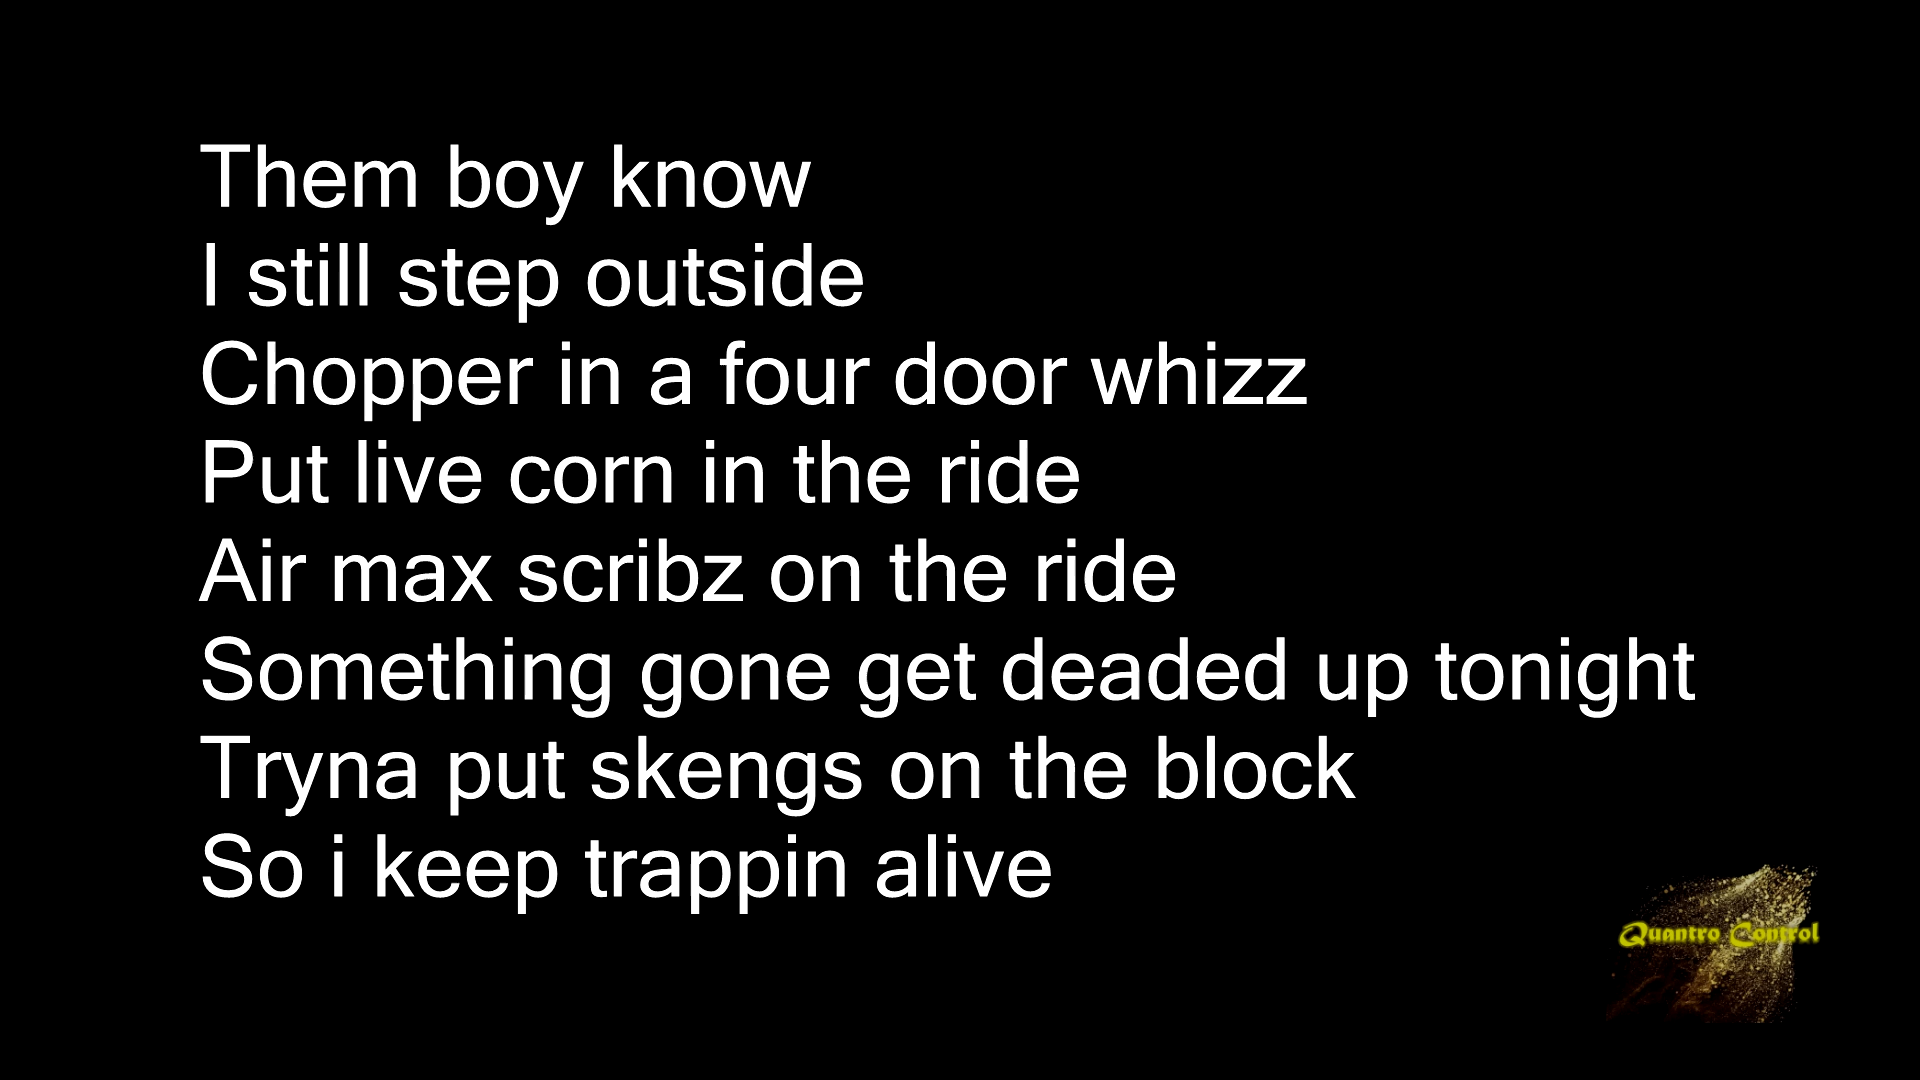 Them boy know
I still step outside
Chopper in a four door whizz
Put live corn in the ride
Air max scribz on the ride
Something gone get deaded up tonight
Tryna put skengs on the block
So i keep trappin alive
Quantro Control